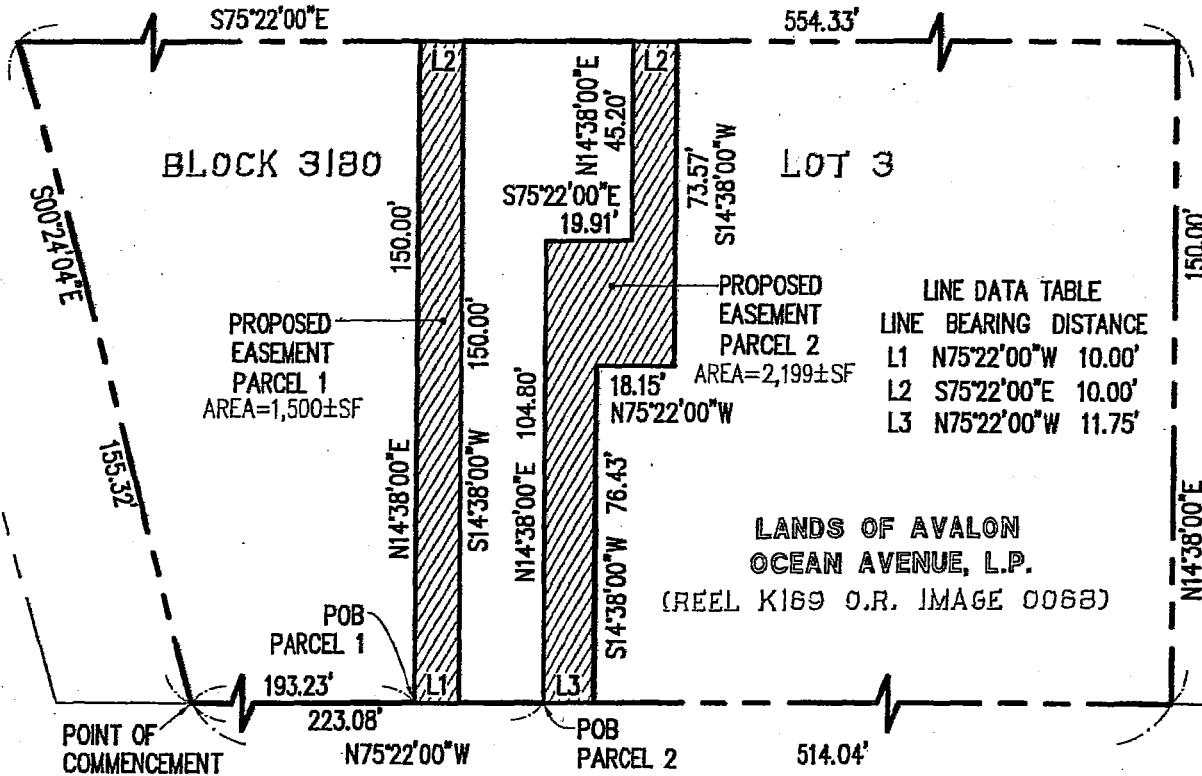 S75°22'00"E
554.33'
L2
L2
N14°38'00"E
45.20'
BLOCK 3180
LOT 3
S00°24'04"E
155.32'
S75°22'00"E
19.91'
73.57'
S14°38'00"W
150.00'
150.00'
150.00'
PROPOSED
EASEMENT
PARCEL 1
AREA=1,500±SF
PROPOSED
EASEMENT
PARCEL 2
AREA=2,199±SF
LINE DATA TABLE
LINE BEARING DISTANCE
L1 N75°22'00"W 10.00'
L2 S75°22'00"E 10.00'
L3 N75°22'00"W 11.75'
18.15'
N75°22'00"W
N14°38'00"E
S14°38'00"W
N14°38'00"E 104.80'
S14°38'00"W 76.43'
N14°38'00"E
LANDS OF AVALON
OCEAN AVENUE, L.P.
(REEL K169 O.R. IMAGE 0068)
POB
PARCEL 1
L1
L3
193.23'
223.08'
N75°22'00"W
POINT OF
COMMENCEMENT
POB
PARCEL 2
514.04'